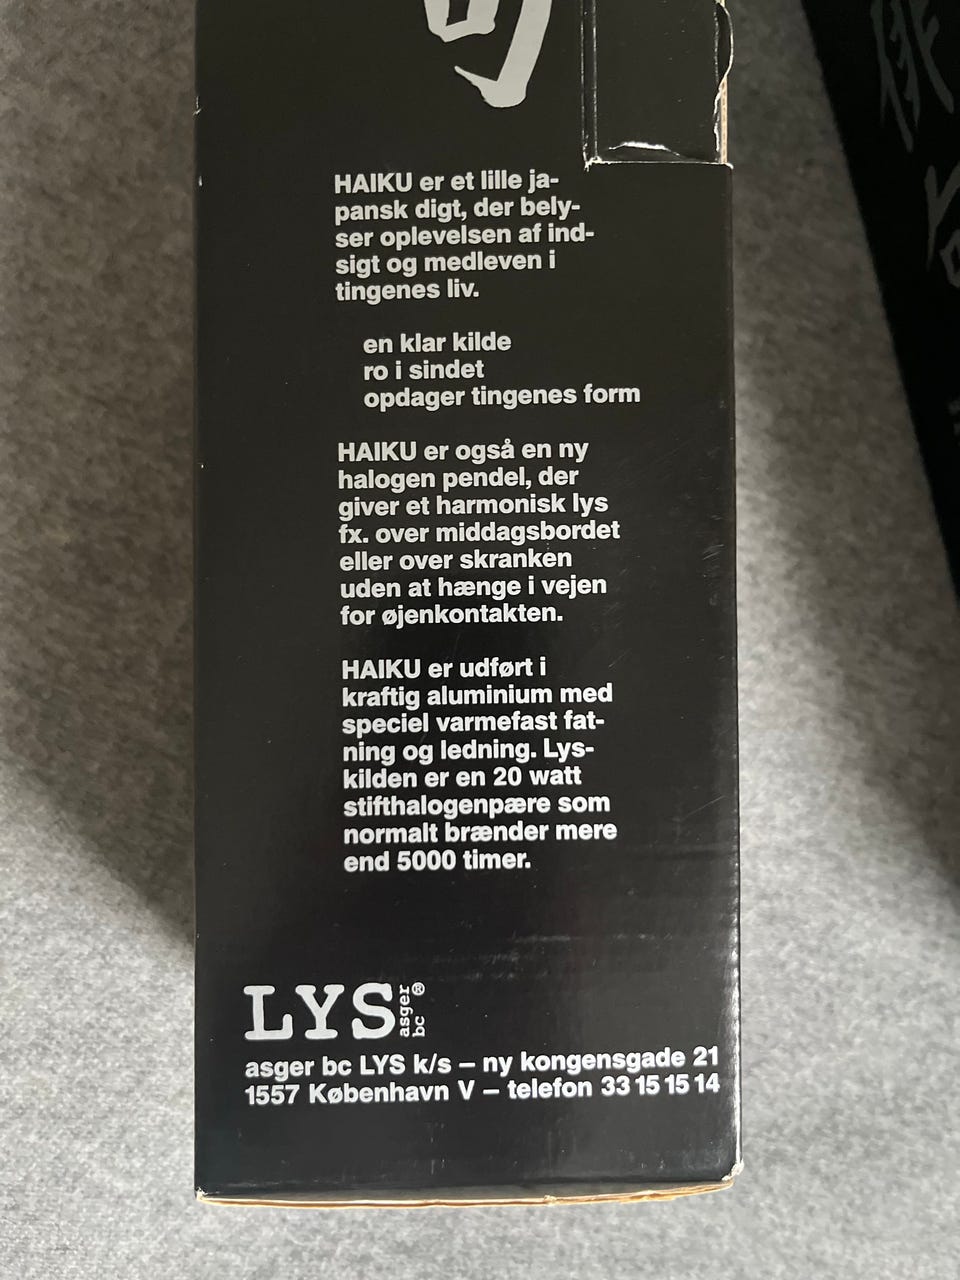 句
HAIKU er et lille ja-
pansk digt, der bely-
ser oplevelsen af ind-
sigt og medleven i
tingenes liv.
en klar kilde
ro i sindet
opdager tingenes form
HAIKU er også en ny
halogen pendel, der
giver et harmonisk lys
fx. over middagsbordet
eller over skranken
uden at hænge i vejen
for øjenkontakten.
HAIKU er udført i
kraftig aluminium med
speciel varmefast fat-
ning og ledning. Lys-
kilden er en 20 watt
stifthalogenpære som
normalt brænder mere
end 5000 timer.
LYS asger bc ®
asger bc LYS k/s – ny kongensgade 21
1557 København V – telefon 33 15 15 14
俳